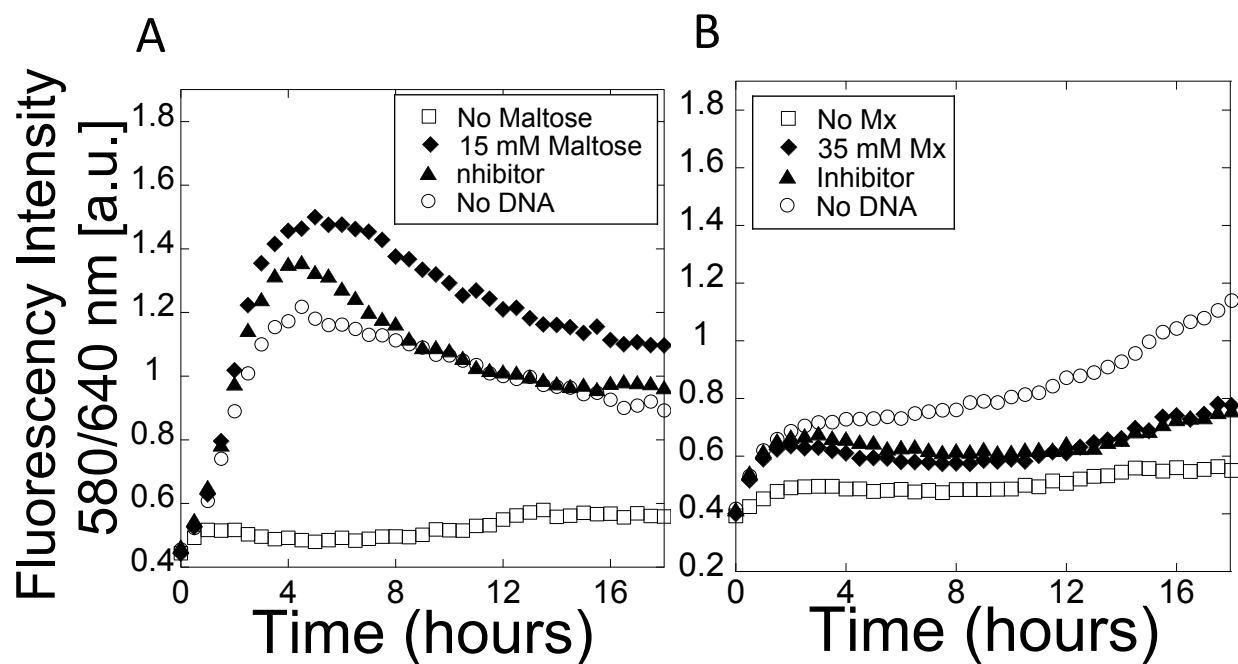 A
B
Fluorescency Intensity
580/640 nm [a.u.]
1.8
1.6
1.4
1.2
1
0.8
0.6
0.4
No Maltose
15 mM Maltose
nhibitor
No DNA
0
4
8
12
16
Time (hours)
1.8
1.6
1.4
1.2
1
0.8
0.6
0.4
0.2
No Mx
35 mM Mx
Inhibitor
No DNA
0
4
8
12
16
Time (hours)